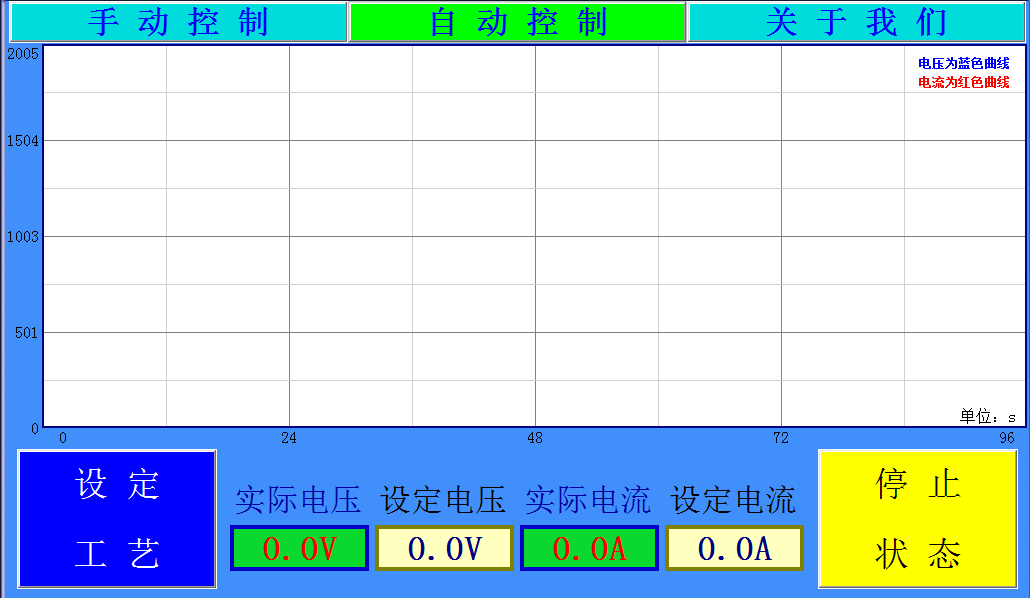 手动控制
自动控制
关于我们
2005
电压为蓝色曲线
电流为红色曲线
1504
1003
501
单位：s
0
0
24
48
72
96
设定
工艺
实际电压
设定电压
实际电流
设定电流
0.0V
0.0V
0.0A
0.0A
停止
状态